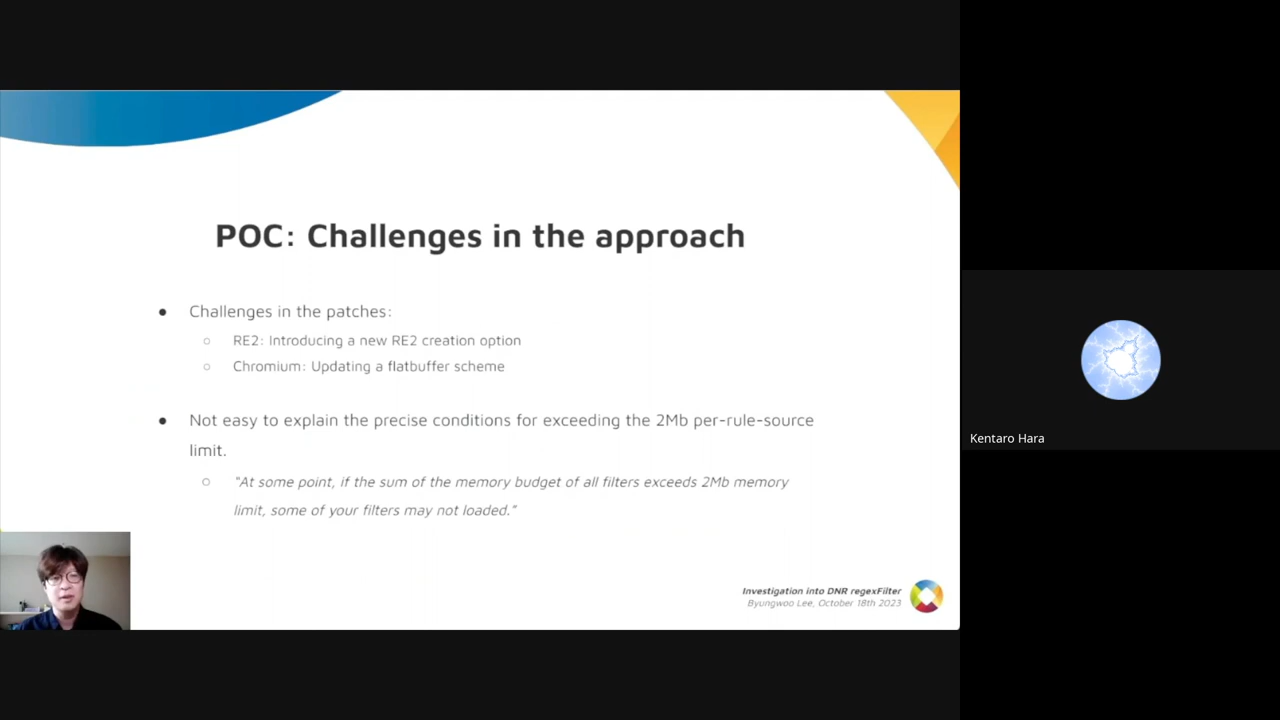 POC: Challenges in the approach
● Challenges in the patches:
○ RE2: Introducing a new RE2 creation option
○ Chromium: Updating a flatbuffer scheme
● Not easy to explain the precise conditions for exceeding the 2Mb per-rule-source
limit.
○ "At some point, if the sum of the memory budget of all filters exceeds 2Mb memory
limit, some of your filters may not loaded."
Investigation into DNR regexFilter
Byungwoo Lee, October 18th 2023
Kentaro Hara